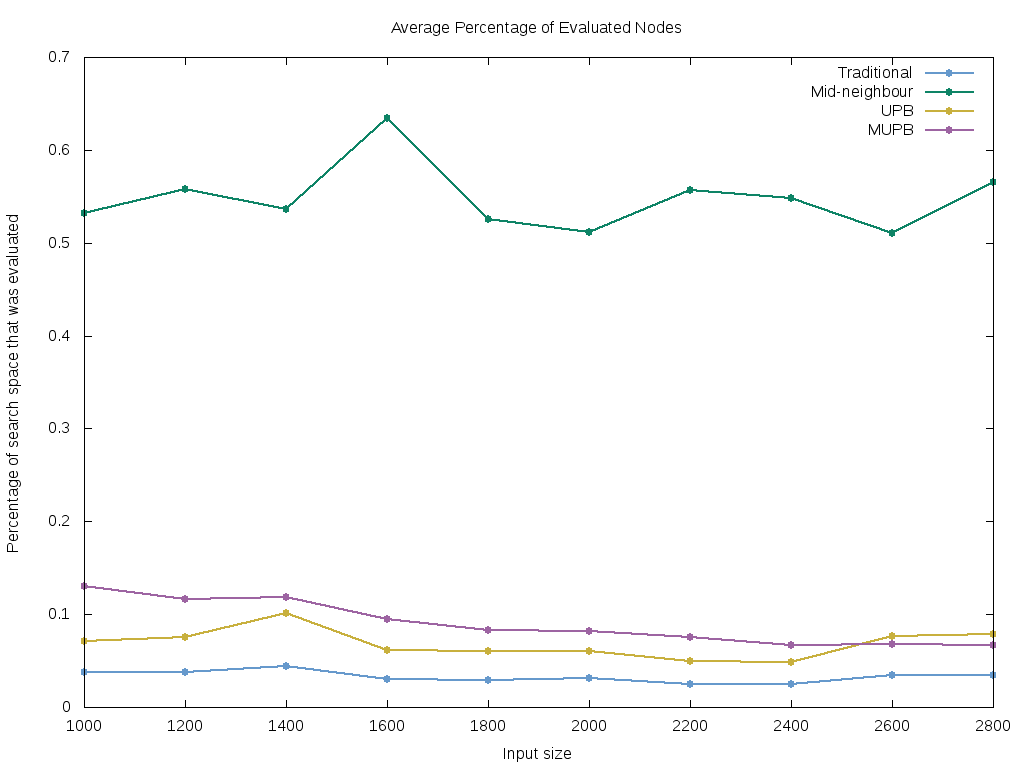 Average Percentage of Evaluated Nodes
Traditional
Mid-neighbour
UPB
MUPB
Percentage of search space that was evaluated
0.7
0.6
0.5
0.4
0.3
0.2
0.1
0
1000 1200 1400 1600 1800 2000 2200 2400 2600 2800
Input size